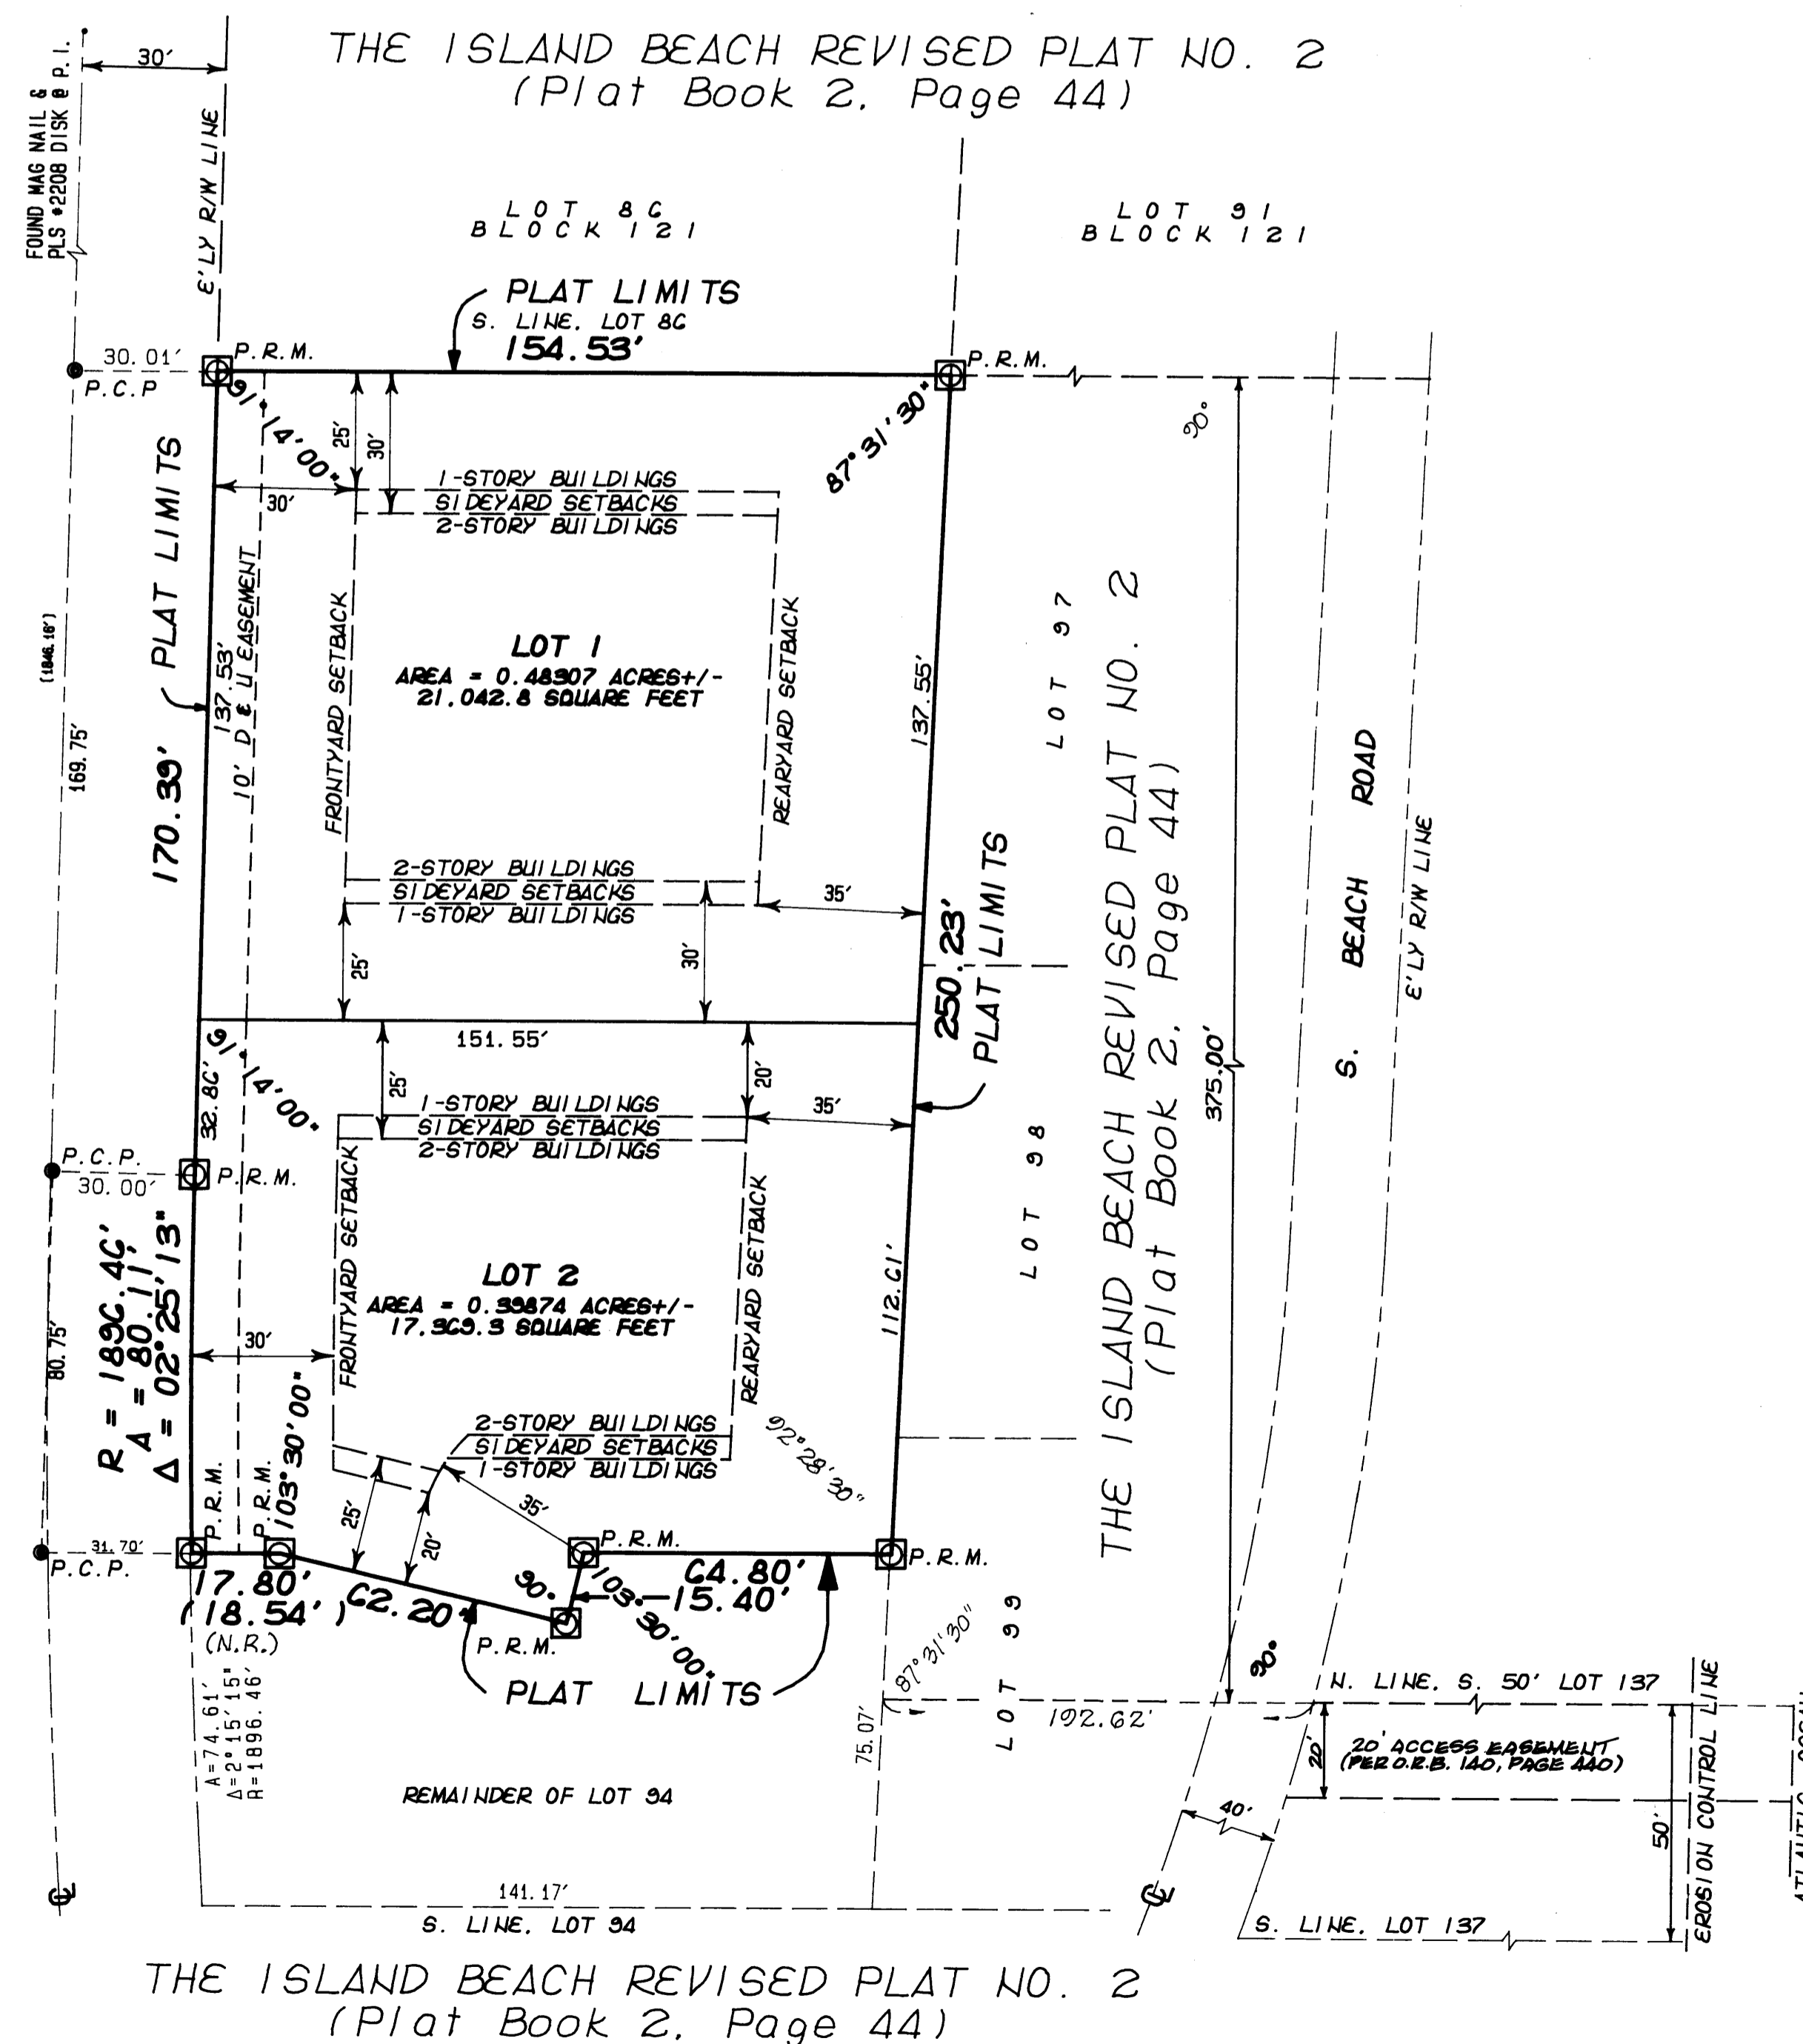 THE ISLAND BEACH REVISED PLAT NO. 2
(Plat Book 2, Page 44)
30'
FOUND MAG NAIL &
PLS #2208 DISK @ P.I.
E'LY R/W LINE
LOT 86
BLOCK 121
LOT 91
BLOCK 121
PLAT LIMITS
S. LINE, LOT 86
154.53'
30.01'
P.C.P
P.R.M.
P.R.M.
91°14'00"
87°31'30"
90°
25'
30'
30'
1-STORY BUILDINGS
SIDEYARD SETBACKS
2-STORY BUILDINGS
PLAT LIMITS
170.39'
137.53'
10' D & U EASEMENT
(1846.16')
169.75'
FRONTYARD SETBACK
LOT 1
AREA = 0.48307 ACRES+/-
21,042.8 SQUARE FEET
REARYARD SETBACK
137.55'
LOT 97
THE ISLAND BEACH REVISED PLAT NO. 2
(Plat Book 2, Page 44)
375.00'
S. BEACH ROAD
E'LY R/W LINE
2-STORY BUILDINGS
SIDEYARD SETBACKS
1-STORY BUILDINGS
35'
25'
30'
250.23'
PLAT LIMITS
151.55'
91°14'00"
32.86'
25'
20'
1-STORY BUILDINGS
SIDEYARD SETBACKS
2-STORY BUILDINGS
35'
P.C.P.
30.00'
P.R.M.
LOT 98
R = 1896.46'
A = 80.11'
Δ = 02°25'13"
80.75'
FRONTYARD SETBACK
LOT 2
AREA = 0.39874 ACRES+/-
17,369.3 SQUARE FEET
REARYARD SETBACK
112.61'
30'
2-STORY BUILDINGS
SIDEYARD SETBACKS
1-STORY BUILDINGS
92°28'30"
103°30'00"
P.R.M.
P.R.M.
25'
20'
35'
P.R.M.
P.R.M.
31.70'
P.C.P.
17.80'
(18.54')
(N.R.)
62.20'
90°
103°30'00"
64.80'
15.40'
P.R.M.
PLAT LIMITS
A=74.61'
Δ=2°15'15"
R=1896.46'
87°31'30"
LOT 99
192.62'
75.07'
90°
N. LINE, S. 50' LOT 137
20'
20' ACCESS EASEMENT
(PER O.R.B. 140, PAGE 440)
40'
50'
EROSION CONTROL LINE
REMAINDER OF LOT 94
141.17'
S. LINE, LOT 94
S. LINE, LOT 137
THE ISLAND BEACH REVISED PLAT NO. 2
(Plat Book 2, Page 44)